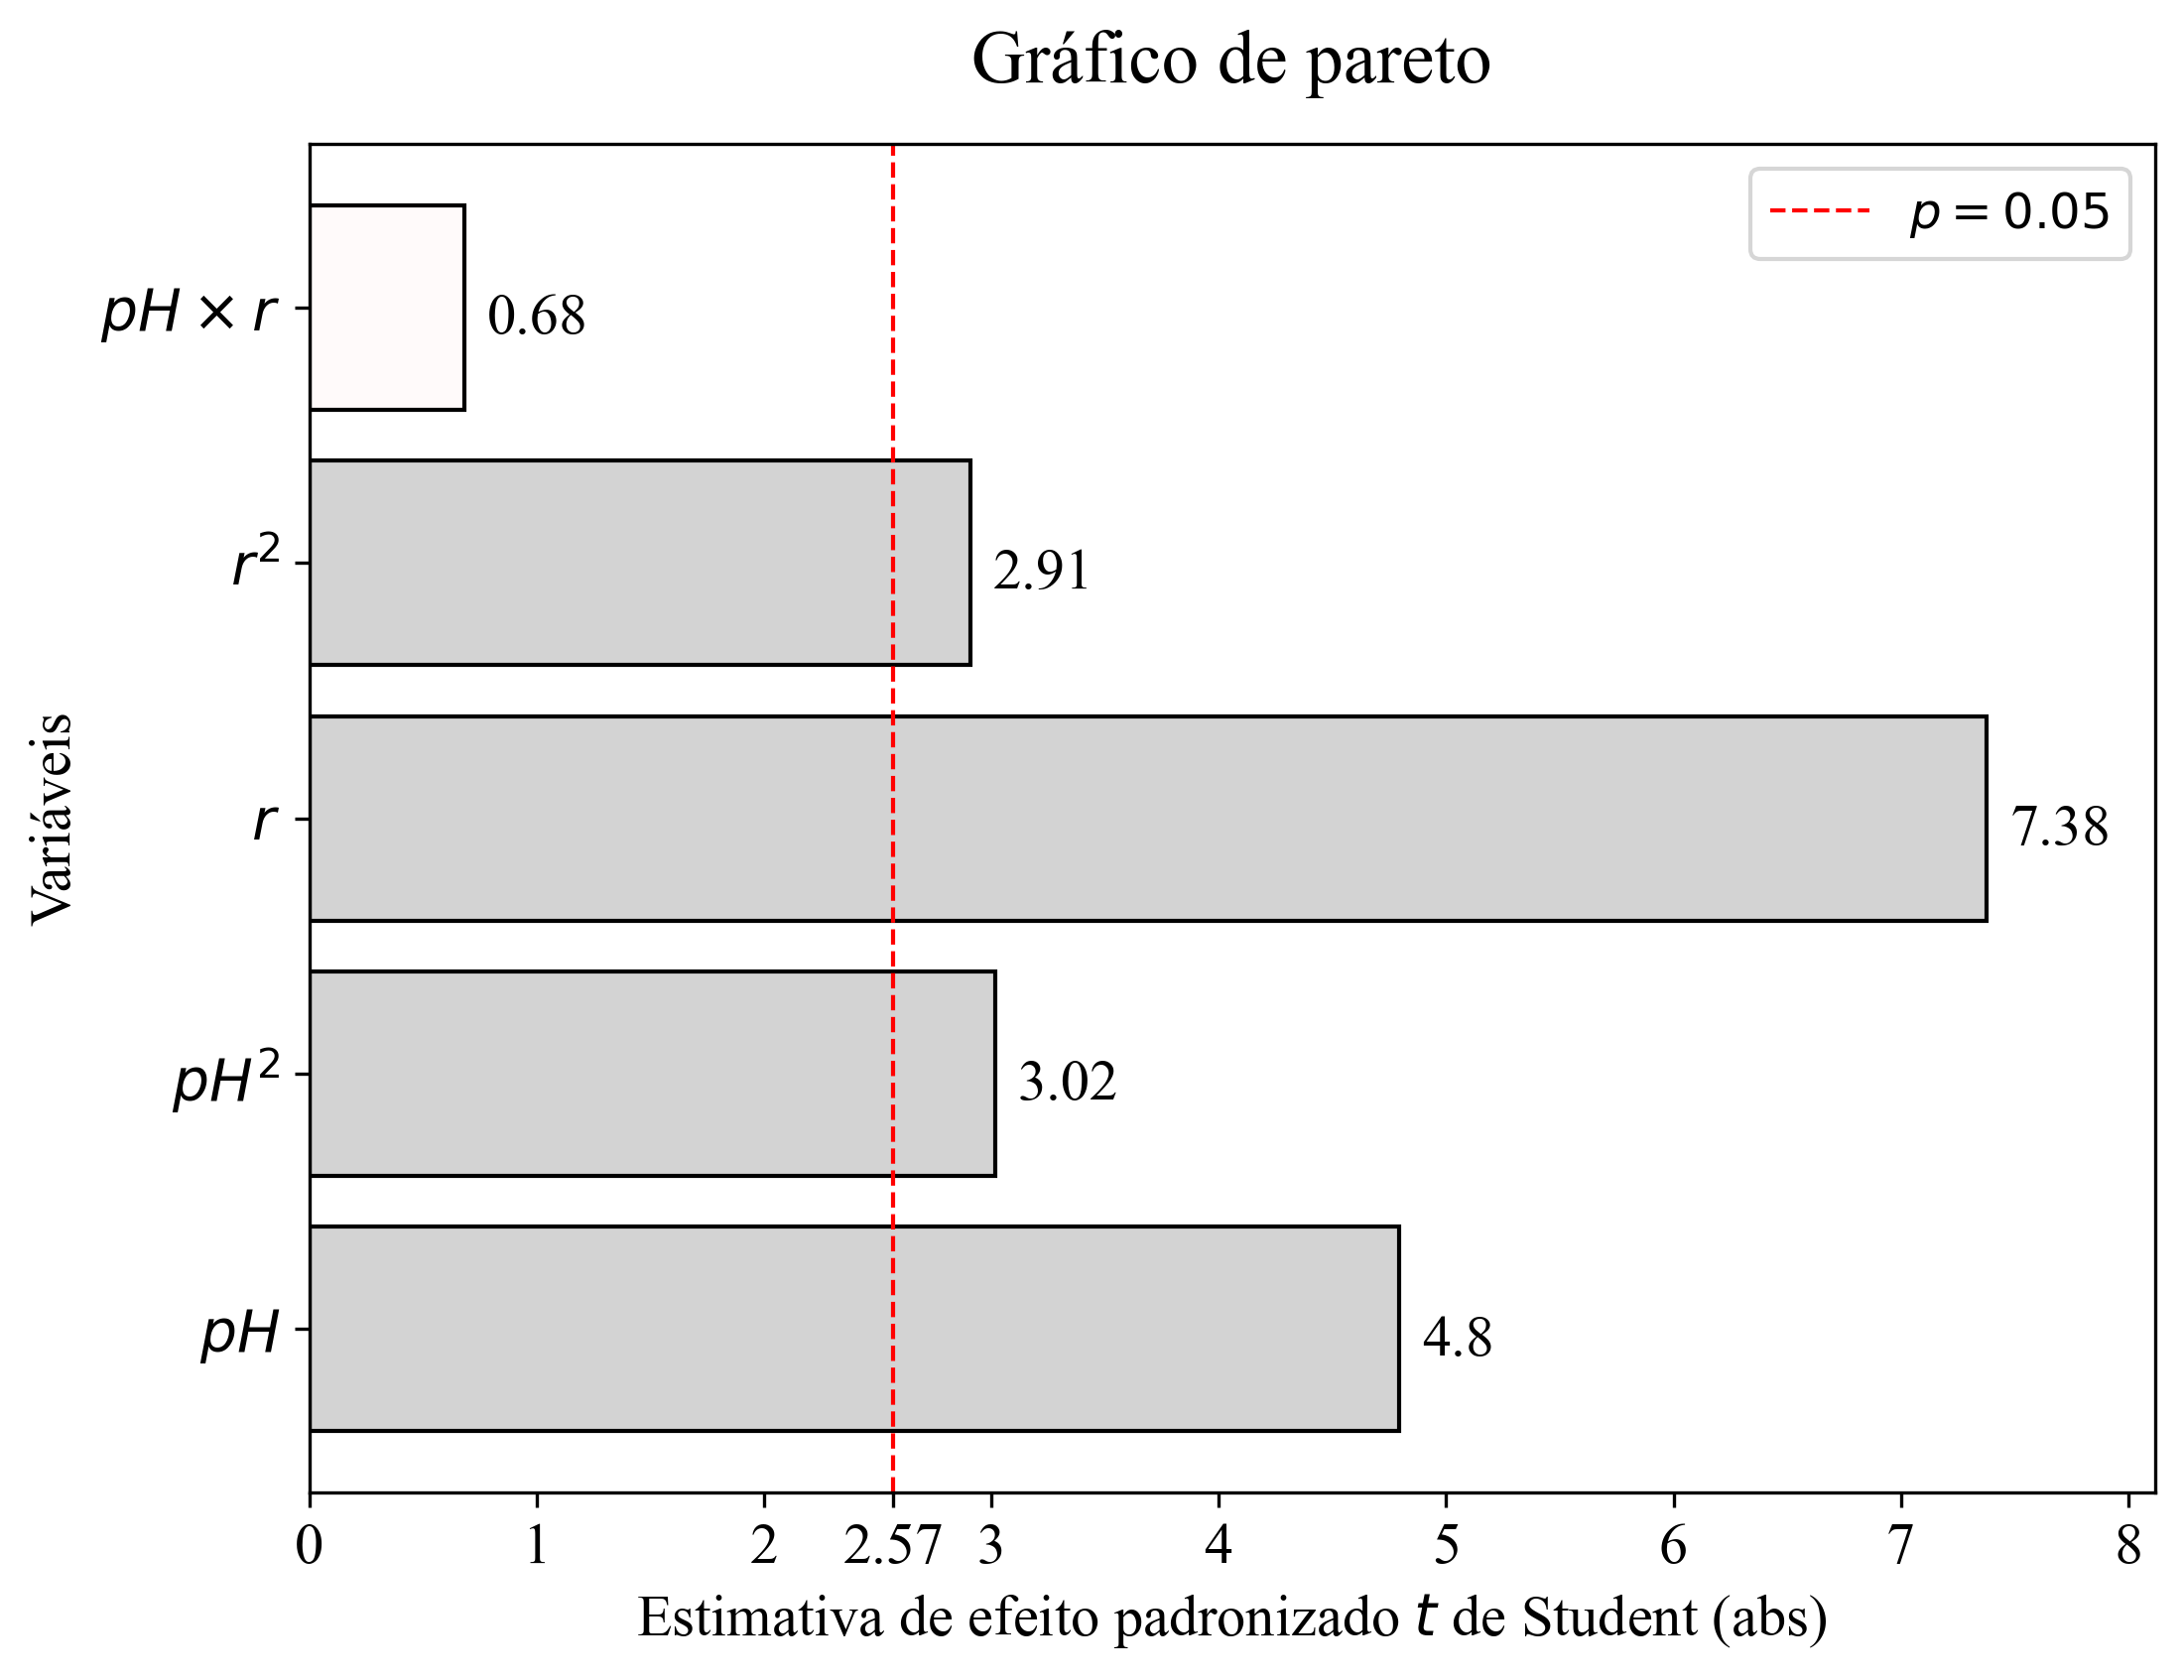 Gráfico de pareto
p = 0.05
pH × r
0.68
r²
2.91
Variáveis
r
7.38
pH²
3.02
pH
4.8
0 1 2 2.57 3 4 5 6 7 8
Estimativa de efeito padronizado t de Student (abs)